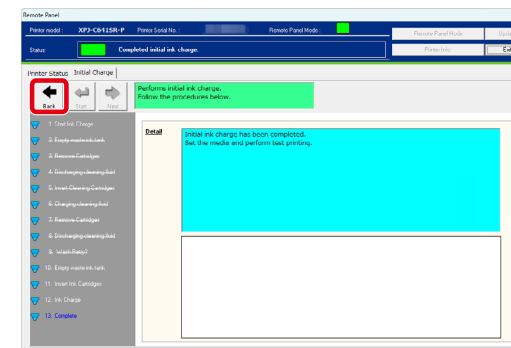 Remote Panel
Printer model : XPJ-C641SR-P Printer Serial No. : Remote Panel Mode : Remote Panel Mode Upda
Status: Completed initial ink charge. Printer Info. Exi
Printer Status Initial Charge
Back Start Next
Performs initial ink charge.
Follow the procedures below.
1. Start Ink Charge
2. Empty waste ink tank
3. Remove Cartridges
4. Discharging cleaning fluid
5. Insert Cleaning Cartridges
6. Charging cleaning fluid
7. Remove Cartridges
8. Discharging cleaning fluid
9. Wash Retry?
10. Empty waste ink tank
11. Insert Ink Cartridges
12. Ink Charge
13. Complete
Detail
Initial ink charge has been completed.
Set the media and perform test printing.